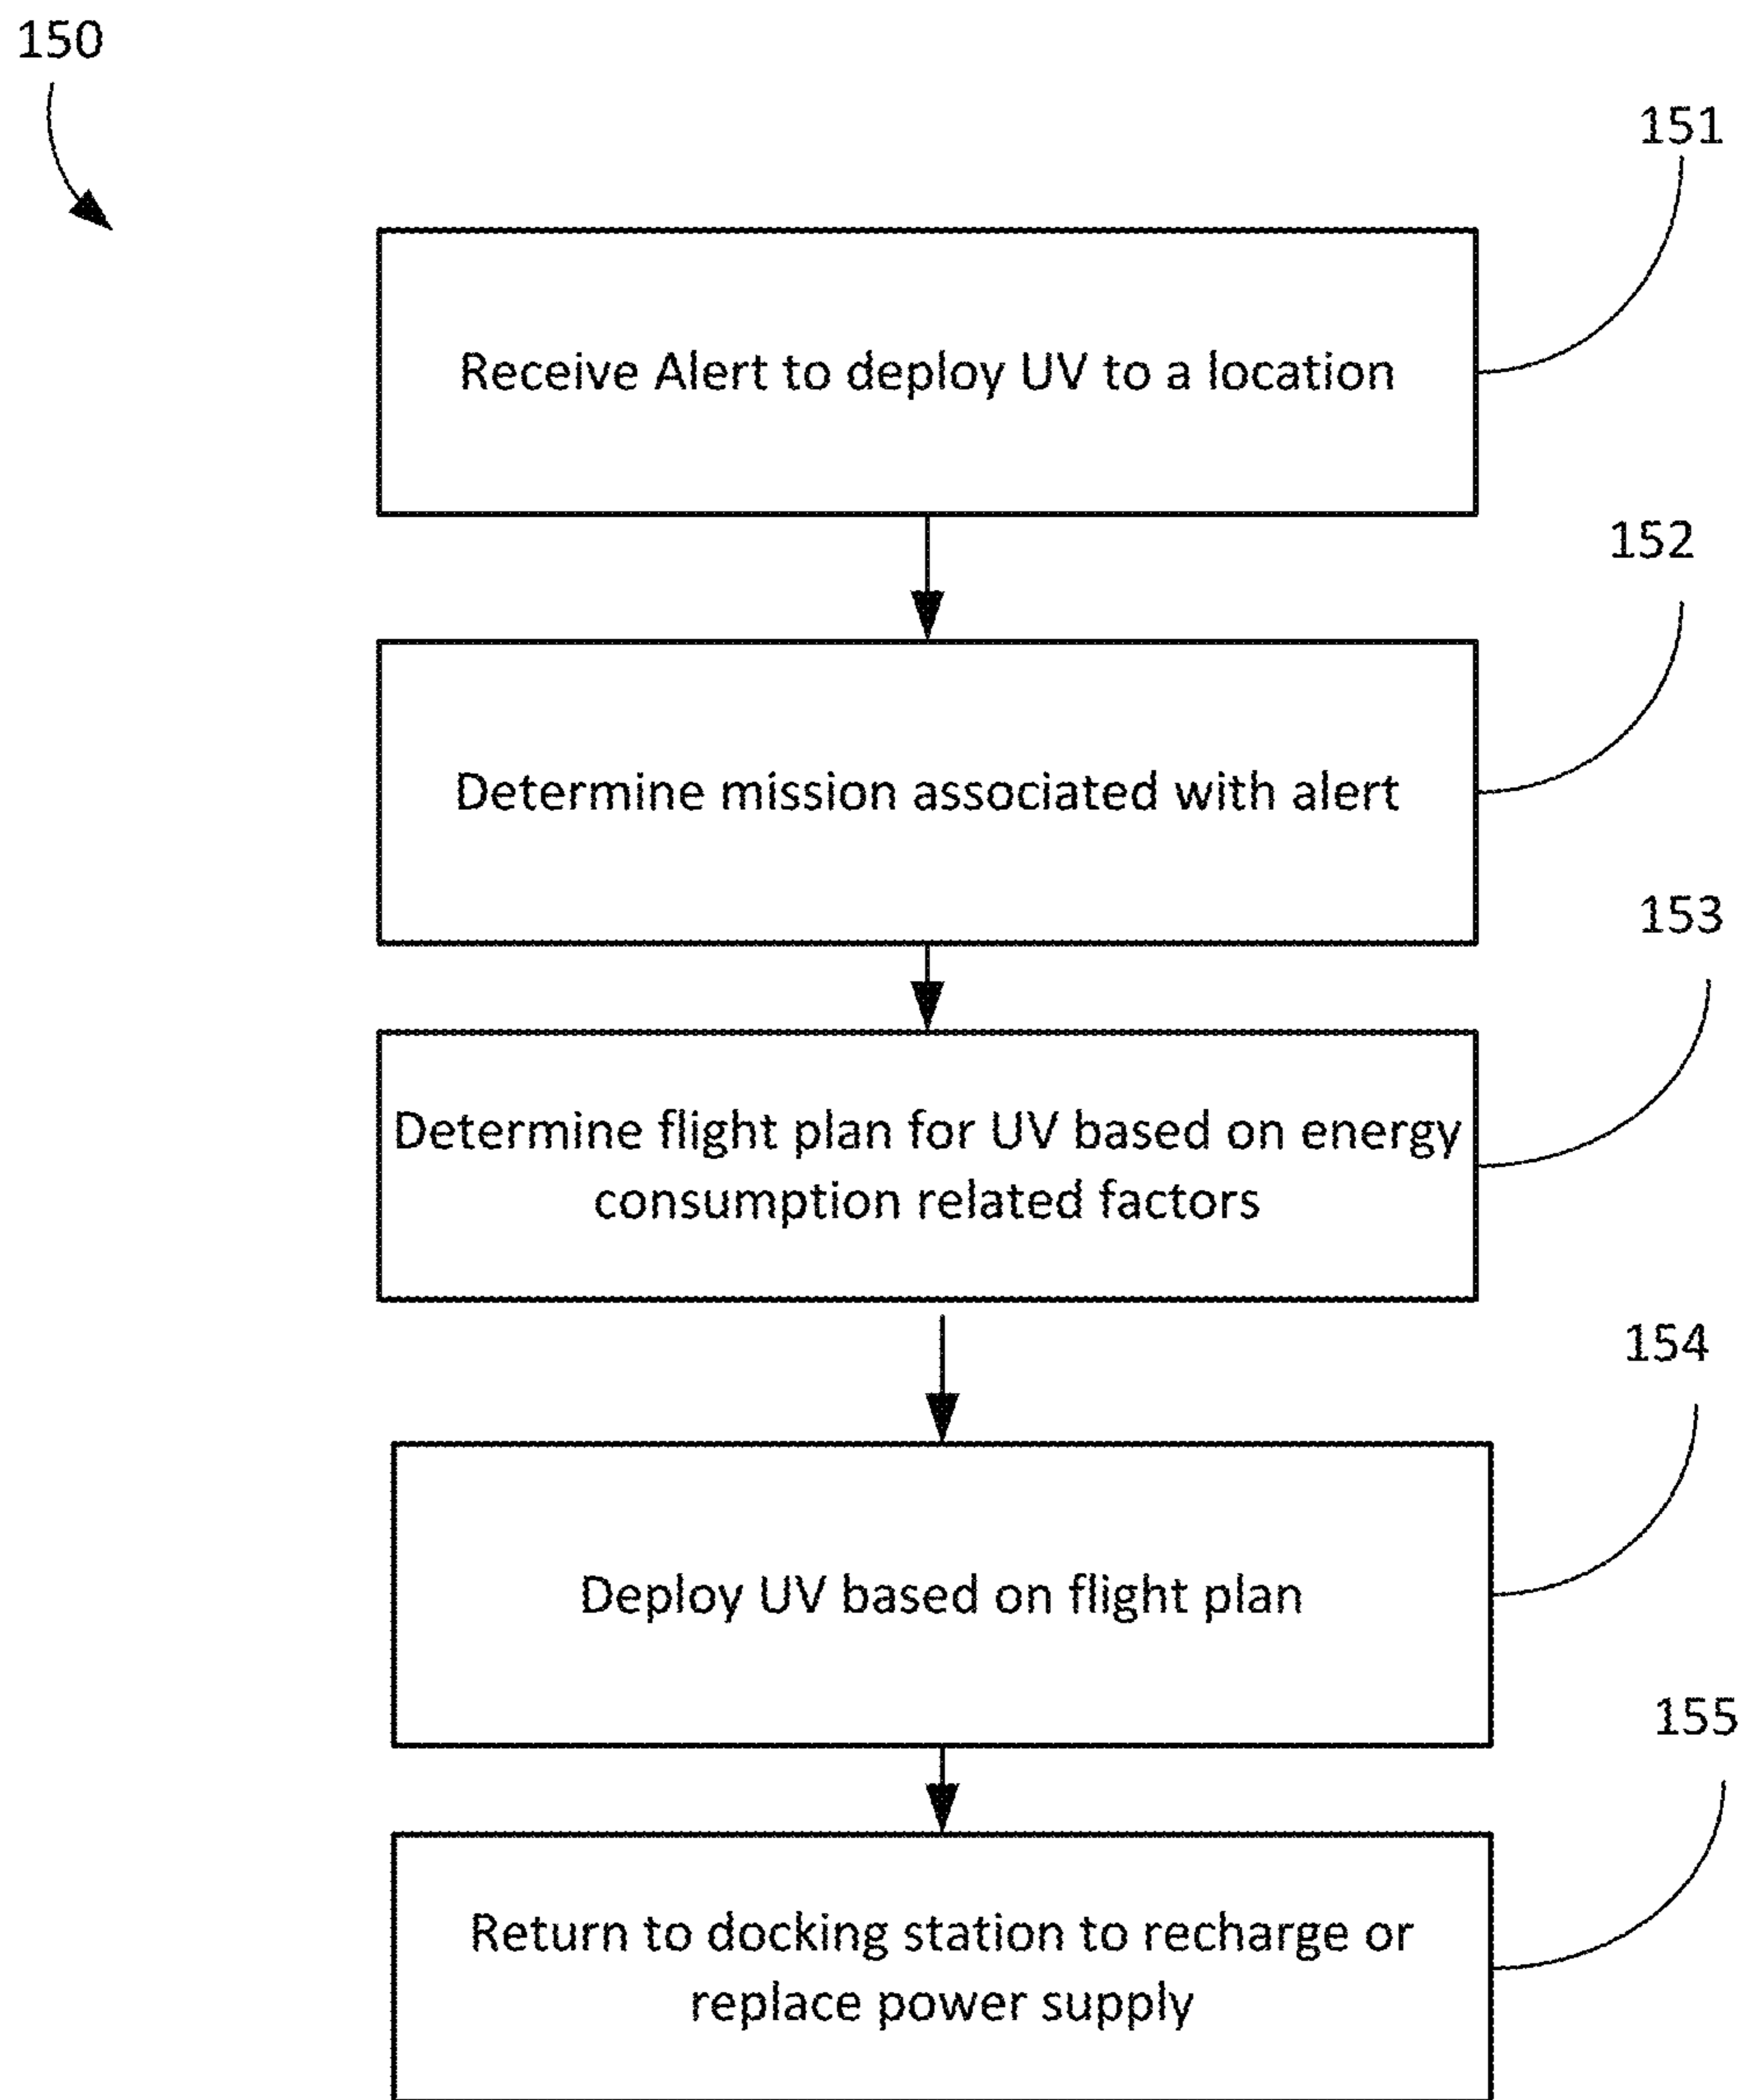 150
151
Receive Alert to deploy UV to a location
152
Determine mission associated with alert
153
Determine flight plan for UV based on energy
consumption related factors
154
Deploy UV based on flight plan
155
Return to docking station to recharge or
replace power supply